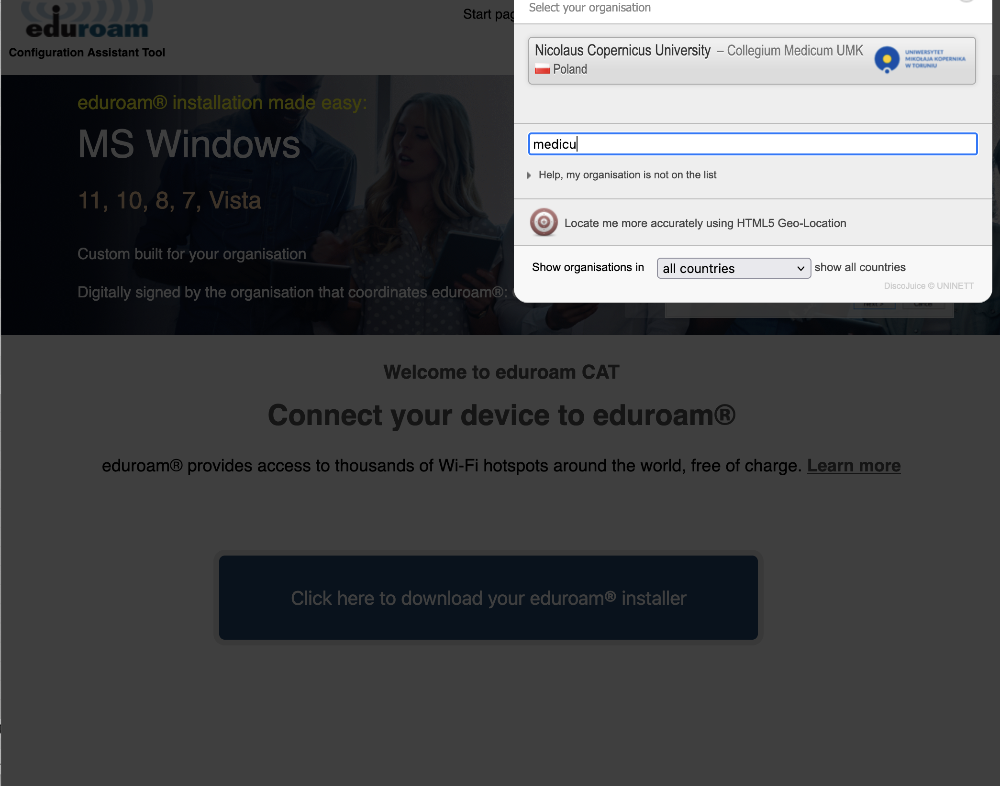 eduroam
Configuration Assistant Tool
Start pag
eduroam® installation made easy:
MS Windows
11, 10, 8, 7, Vista
Custom built for your organisation
Digitally signed by the organisation that coordinates eduroam®:
Select your organisation
Nicolaus Copernicus University – Collegium Medicum UMK
Poland
UNIWERSYTET
MIKOŁAJA KOPERNIKA
W TORUNIU
medicu
Help, my organisation is not on the list
Locate me more accurately using HTML5 Geo-Location
Show organisations in all countries show all countries
DiscoJuice © UNINETT
Next > Cancel
Welcome to eduroam CAT
Connect your device to eduroam®
eduroam® provides access to thousands of Wi-Fi hotspots around the world, free of charge. Learn more
Click here to download your eduroam® installer